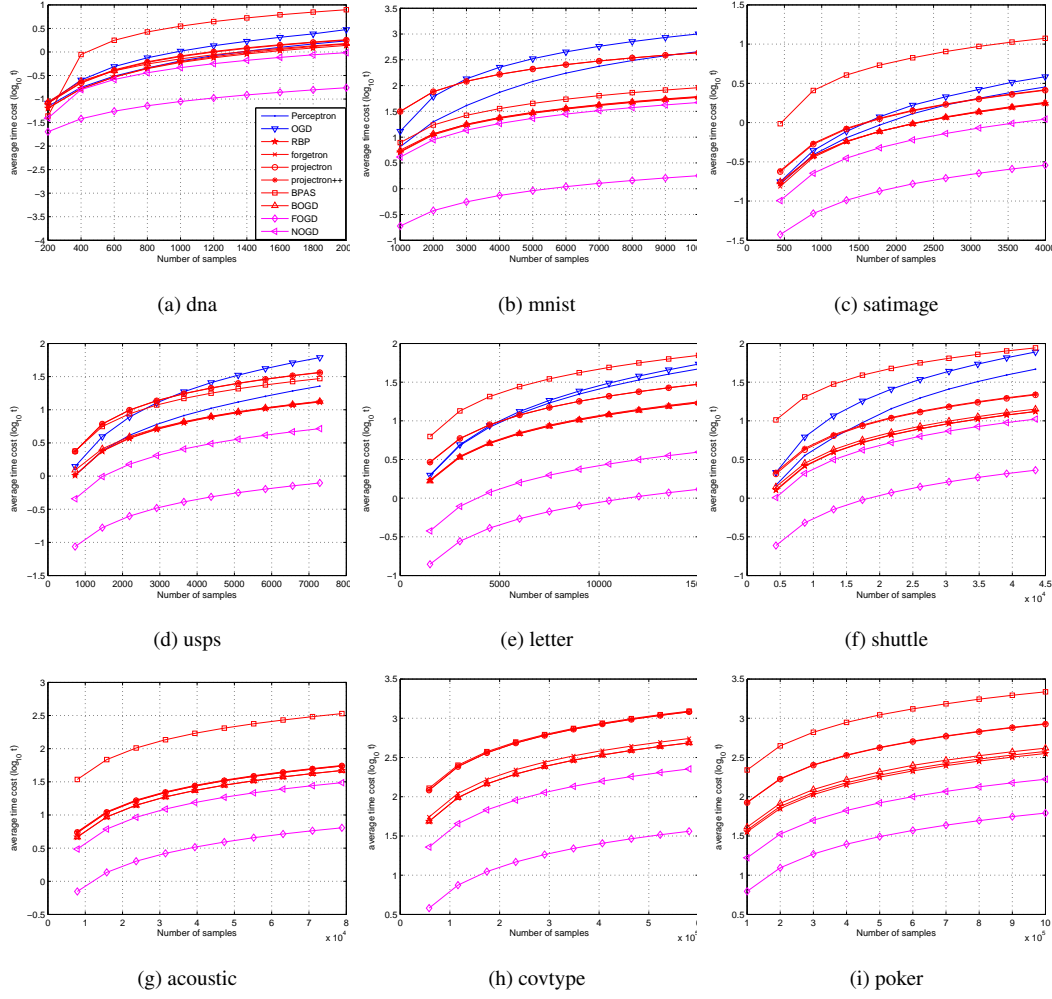 1
0.5
0
−0.5
−1
−1.5
−2
−2.5
−3
−3.5
−4
200 400 600 800 1000 1200 1400 1600 1800 200
Number of samples
average time cost (log10 t)
Perceptron
OGD
RBP
forgetron
projectron
projectron++
BPAS
BOGD
FOGD
NOGD
(a) dna
3.5
3
2.5
2
1.5
1
0.5
0
−0.5
−1
1000 2000 3000 4000 5000 6000 7000 8000 9000 1000
Number of samples
average time cost (log10 t)
(b) mnist
1.5
1
0.5
0
−0.5
−1
−1.5
0 500 1000 1500 2000 2500 3000 3500 4000
Number of samples
average time cost (log10 t)
(c) satimage
2
1.5
1
0.5
0
−0.5
−1
−1.5
0 1000 2000 3000 4000 5000 6000 7000 800
Number of samples
average time cost (log10 t)
(d) usps
2
1.5
1
0.5
0
−0.5
−1
0 5000 10000 150
Number of samples
average time cost (log10 t)
(e) letter
2
1.5
1
0.5
0
−0.5
−1
0 0.5 1 1.5 2 2.5 3 3.5 4 4.5
x 10^4
Number of samples
average time cost (log10 t)
(f) shuttle
3
2.5
2
1.5
1
0.5
0
−0.5
0 1 2 3 4 5 6 7 8
x 10^4
Number of samples
average time cost (log10 t)
(g) acoustic
3.5
3
2.5
2
1.5
1
0.5
0 1 2 3 4 5
x 10^5
Number of samples
average time cost (log10 t)
(h) covtype
3.5
3
2.5
2
1.5
1
0.5
1 2 3 4 5 6 7 8 9 10
x 10^5
Number of samples
average time cost (log10 t)
(i) poker